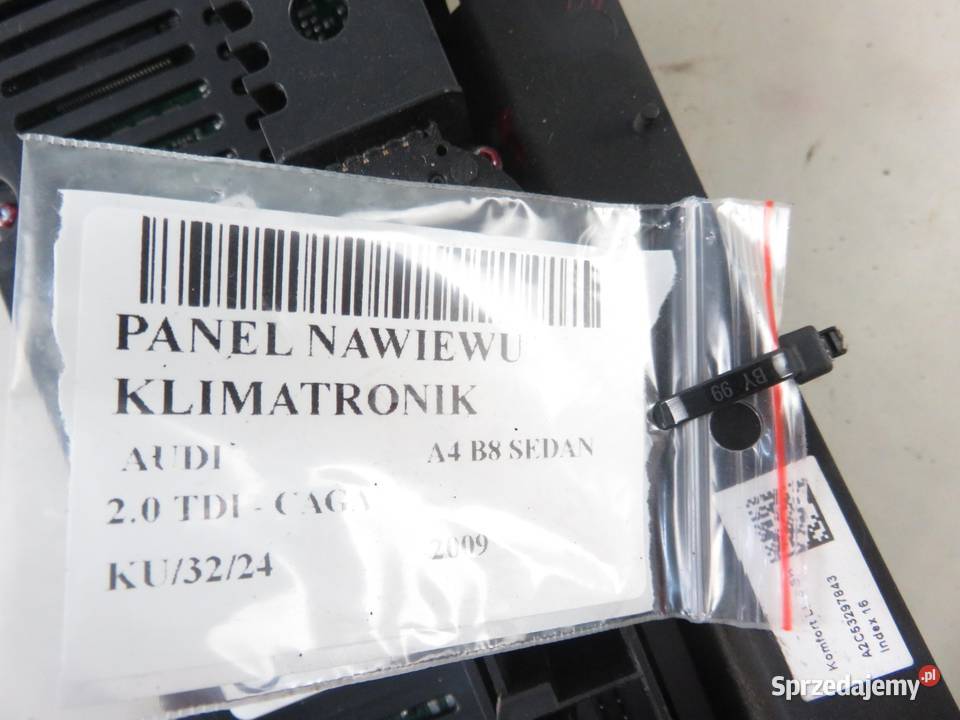 PANEL NAWIEWU
KLIMATRONIK
AUDI A4 B8 SEDAN
2.0 TDI - CAGA
2009
KU/32/24
BY 99
A2C53297843
Index 16
Sprzedajemy.pl